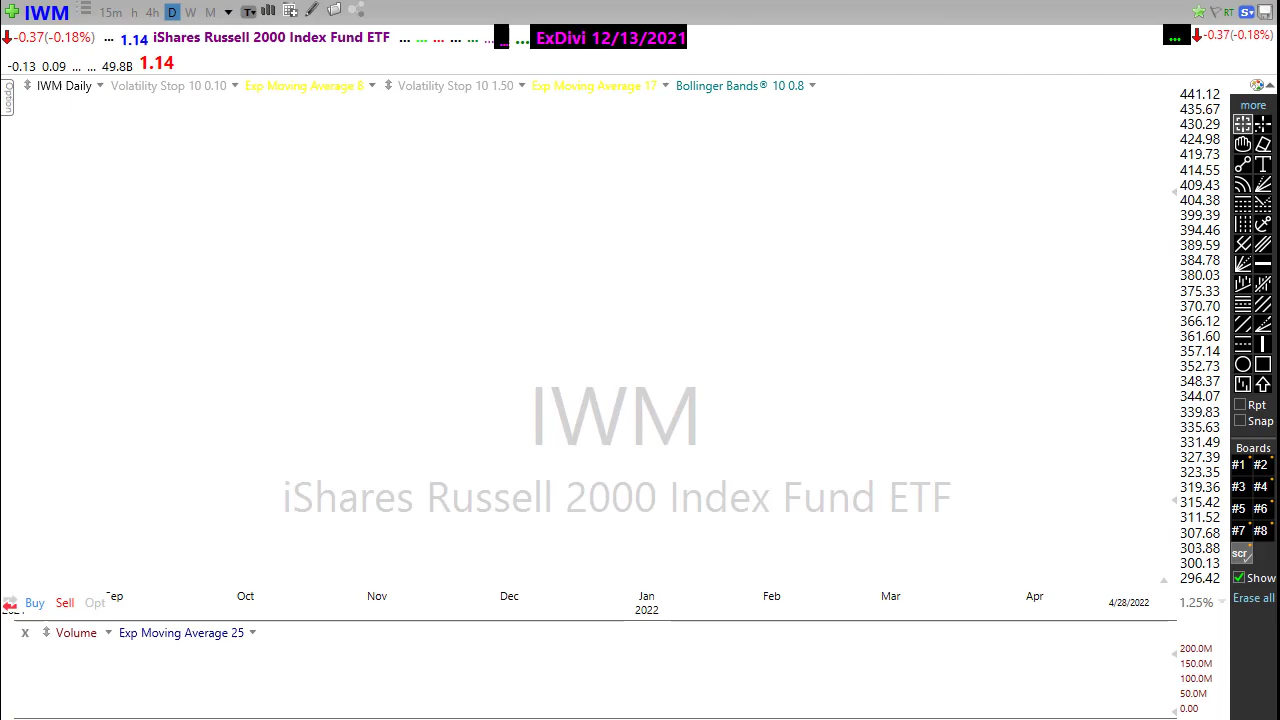 IWM 15m h 4h D W M T RT S
-0.37(-0.18%) ... 1.14 iShares Russell 2000 Index Fund ETF ... ... ... ... ... ... ... ... ExDivi 12/13/2021 ... -0.37(-0.18%)
-0.13 0.09 ... ... 49.8B 1.14
Option
IWM Daily Volatility Stop 10 0.10 Exp Moving Average 8 Volatility Stop 10 1.50 Exp Moving Average 17 Bollinger Bands® 10 0.8
441.12
435.67
430.29
424.98
419.73
414.55
409.43
404.38
399.39
394.46
389.59
384.78
380.03
375.33
370.70
366.12
361.60
357.14
352.73
348.37
344.07
339.83
335.63
331.49
327.39
323.35
319.36
315.42
311.52
307.68
303.88
300.13
296.42
1.25%
more
T
Rpt
Snap
Boards
#1 #2
#3 #4
#5 #6
#7 #8
scr
Show
Erase all
IWM
iShares Russell 2000 Index Fund ETF
Oct Nov Dec Jan Feb Mar Apr
2022
4/28/2022
Buy Sell Opt
X Volume Exp Moving Average 25
200.0M
150.0M
100.0M
50.0M
0.00